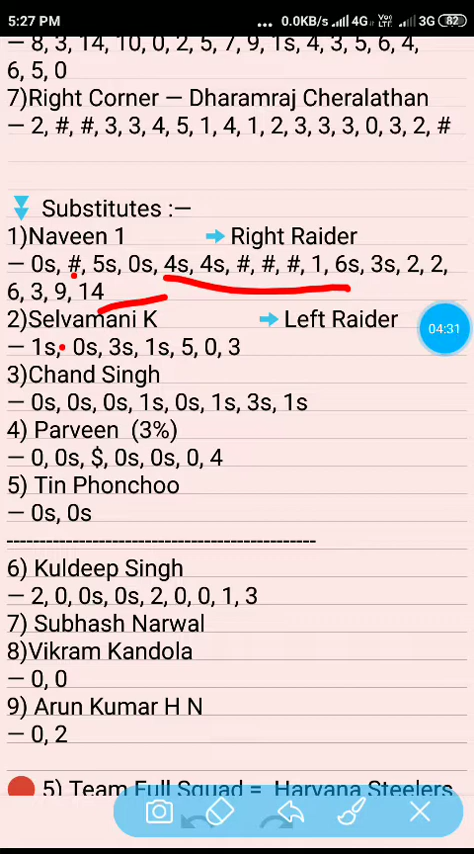 5:27 PM ... 0.0KB/s 4G Vo LTE 3G 82
— 8, 3, 14, 10, 0, 2, 5, 7, 9, 1s, 4, 3, 5, 6, 4,
6, 5, 0
7)Right Corner — Dharamraj Cheralathan
— 2, #, #, 3, 3, 4, 5, 1, 4, 1, 2, 3, 3, 3, 0, 3, 2, #
Substitutes :—
1)Naveen 1 Right Raider
— 0s, #, 5s, 0s, 4s, 4s, #, #, #, 1, 6s, 3s, 2, 2,
6, 3, 9, 14
2)Selvamani K Left Raider
04:31
— 1s, 0s, 3s, 1s, 5, 0, 3
3)Chand Singh
— 0s, 0s, 0s, 1s, 0s, 1s, 3s, 1s
4) Parveen (3%)
— 0, 0s, $, 0s, 0s, 0, 4
5) Tin Phonchoo
— 0s, 0s
----------------------------------------------
6) Kuldeep Singh
— 2, 0, 0s, 0s, 2, 0, 0, 1, 3
7) Subhash Narwal
8)Vikram Kandola
— 0, 0
9) Arun Kumar H N
— 0, 2
5) Team Full Squad = Haryana Steelers